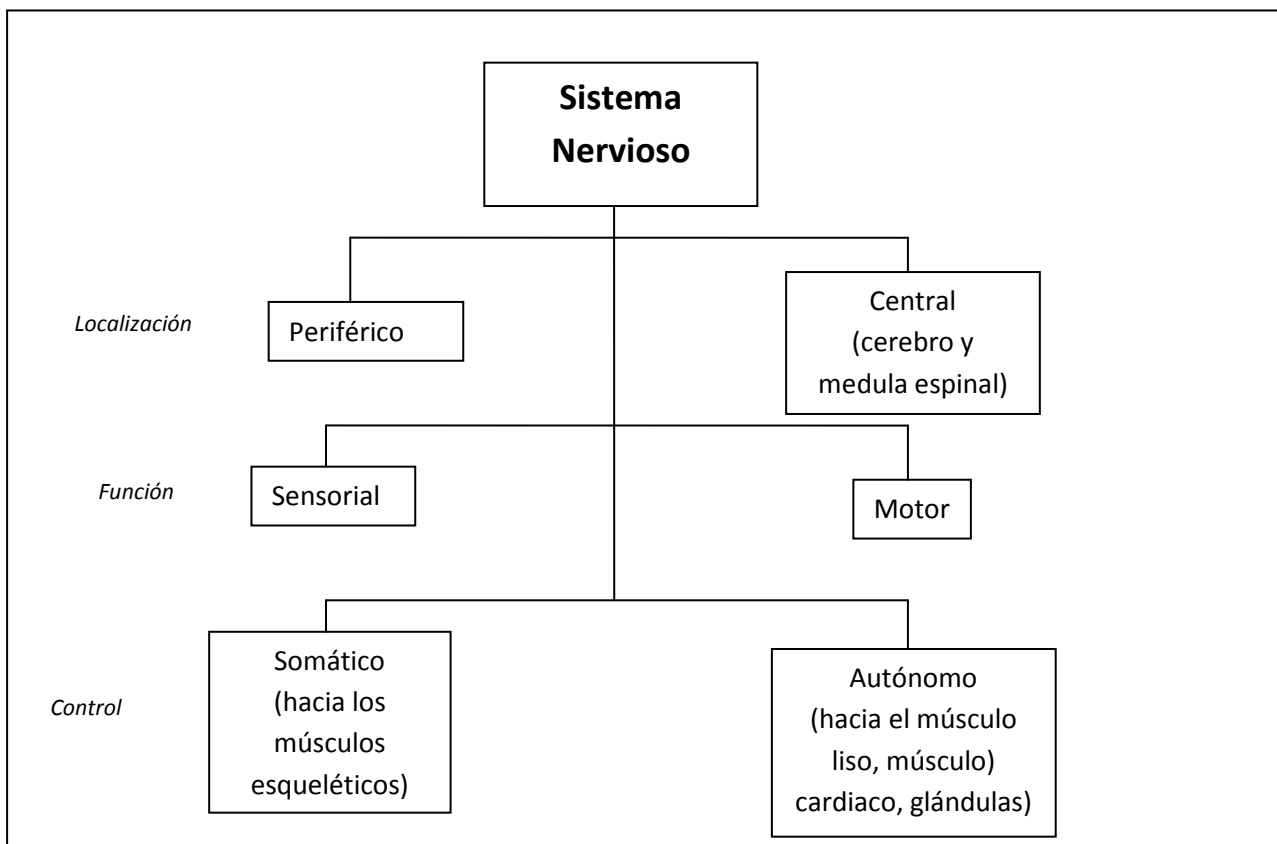 Sistema
Nervioso
Localización
Periférico
Central
(cerebro y
medula espinal)
Función
Sensorial
Motor
Control
Somático
(hacia los
músculos
esqueléticos)
Autónomo
(hacia el músculo
liso, músculo)
cardiaco, glándulas)